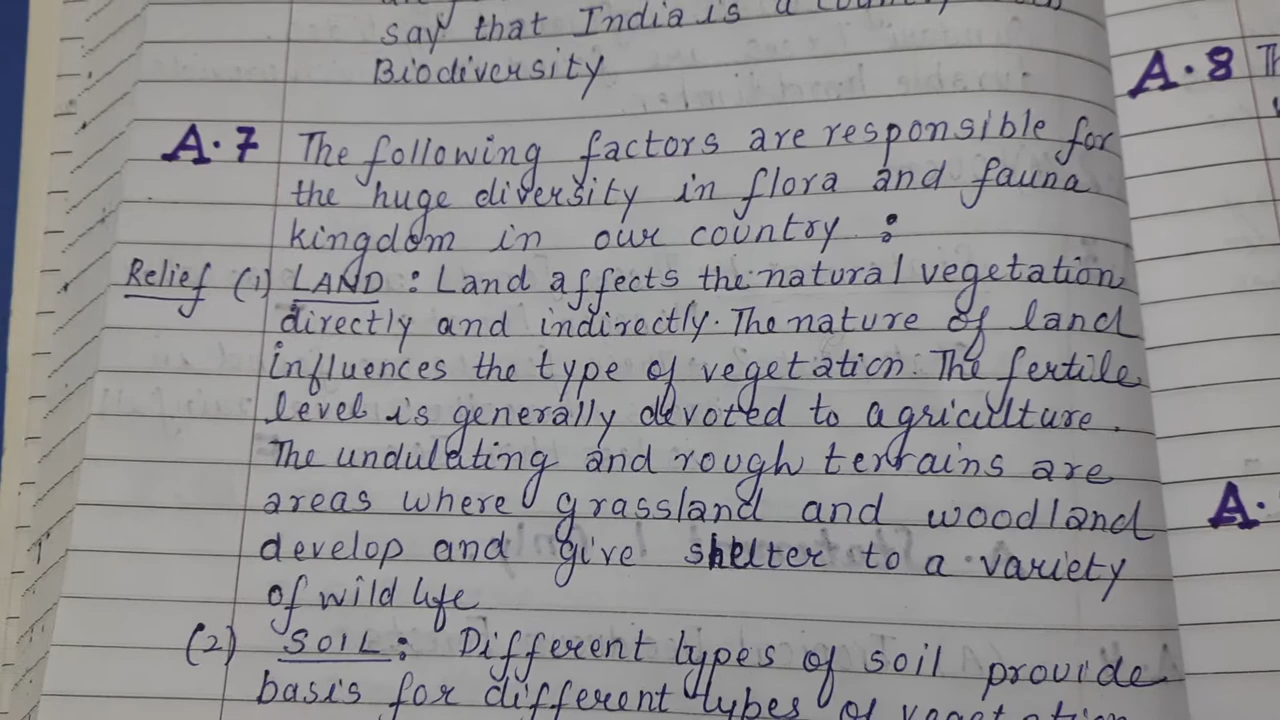 say that India is a
Biodiversity
A.7 The following factors are responsible for
the huge diversity in flora and fauna
kingdom in our country :
Relief (1) LAND : Land affects the natural vegetation
directly and indirectly. The nature of land
influences the type of vegetation. The fertile
level is generally devoted to agriculture.
The undulating and rough terrains are
areas where grassland and woodland
develop and give shelter to a variety
of wild life
(2) SOIL : Different types of soil provide
basis for different types of vegetation
A.8
A.